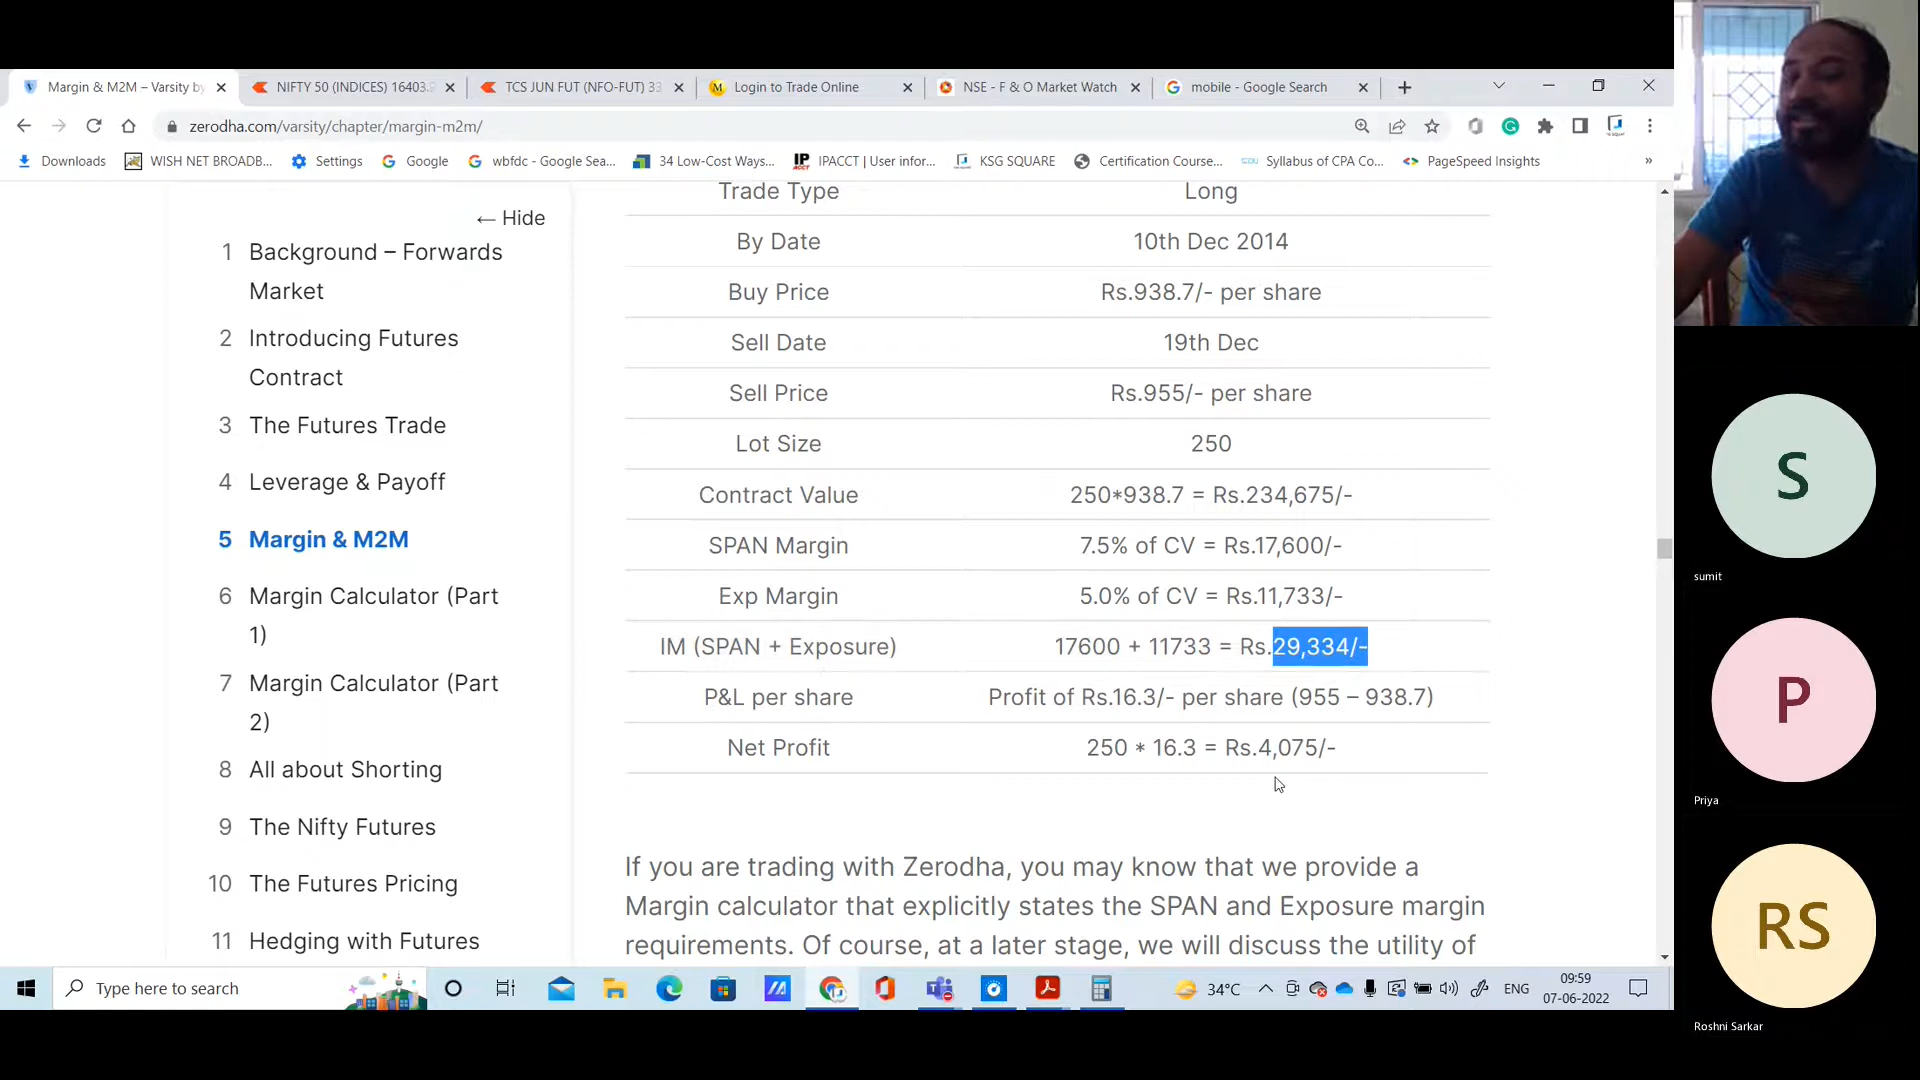 Margin & M2M – Varsity by
NIFTY 50 (INDICES) 16403.9
TCS JUN FUT (NFO-FUT) 33
Login to Trade Online
NSE - F & O Market Watch
mobile - Google Search
zerodha.com/varsity/chapter/margin-m2m/
Downloads
WISH NET BROADB...
Settings
Google
wbfdc - Google Sea...
34 Low-Cost Ways...
IPACCT | User infor...
KSG SQUARE
Certification Course...
Syllabus of CPA Co...
PageSpeed Insights
»
← Hide
1 Background – Forwards
Market
2 Introducing Futures
Contract
3 The Futures Trade
4 Leverage & Payoff
5 Margin & M2M
6 Margin Calculator (Part
1)
7 Margin Calculator (Part
2)
8 All about Shorting
9 The Nifty Futures
10 The Futures Pricing
11 Hedging with Futures
Trade Type Long
By Date 10th Dec 2014
Buy Price Rs.938.7/- per share
Sell Date 19th Dec
Sell Price Rs.955/- per share
Lot Size 250
Contract Value 250*938.7 = Rs.234,675/-
SPAN Margin 7.5% of CV = Rs.17,600/-
Exp Margin 5.0% of CV = Rs.11,733/-
IM (SPAN + Exposure) 17600 + 11733 = Rs.29,334/-
P&L per share Profit of Rs.16.3/- per share (955 – 938.7)
Net Profit 250 * 16.3 = Rs.4,075/-
If you are trading with Zerodha, you may know that we provide a
Margin calculator that explicitly states the SPAN and Exposure margin
requirements. Of course, at a later stage, we will discuss the utility of
Type here to search
34°C
ENG
09:59
07-06-2022
S
sumit
P
Priya
RS
Roshni Sarkar